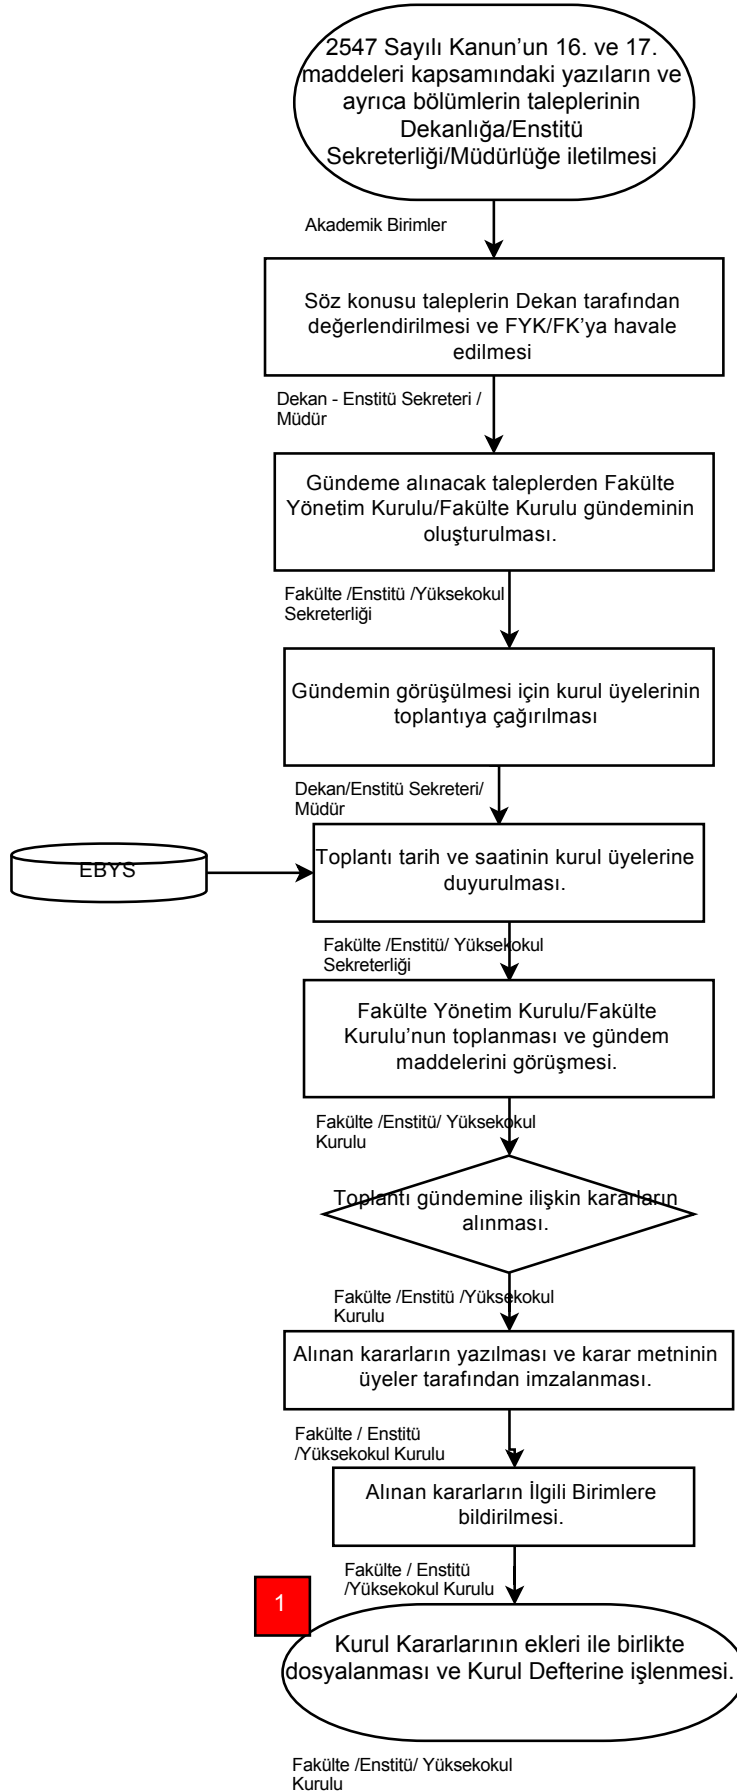 2547 Sayılı Kanun’un 16. ve 17.
maddeleri kapsamındaki yazıların ve
ayrıca bölümlerin taleplerinin
Dekanlığa/Enstitü
Sekreterliği/Müdürlüğe iletilmesi
Akademik Birimler
Söz konusu taleplerin Dekan tarafından
değerlendirilmesi ve FYK/FK’ya havale
edilmesi
Dekan - Enstitü Sekreteri /
Müdür
Gündeme alınacak taleplerden Fakülte
Yönetim Kurulu/Fakülte Kurulu gündeminin
oluşturulması.
Fakülte /Enstitü /Yüksekokul
Sekreterliği
Gündemin görüşülmesi için kurul üyelerinin
toplantıya çağırılması
Dekan/Enstitü Sekreteri/
Müdür
EBYS
Toplantı tarih ve saatinin kurul üyelerine
duyurulması.
Fakülte /Enstitü/ Yüksekokul
Sekreterliği
Fakülte Yönetim Kurulu/Fakülte
Kurulu’nun toplanması ve gündem
maddelerini görüşmesi.
Fakülte /Enstitü/ Yüksekokul
Kurulu
Toplantı gündemine ilişkin kararların
alınması.
Fakülte /Enstitü /Yüksekokul
Kurulu
Alınan kararların yazılması ve karar metninin
üyeler tarafından imzalanması.
Fakülte / Enstitü
/Yüksekokul Kurulu
Alınan kararların İlgili Birimlere
bildirilmesi.
Fakülte / Enstitü
/Yüksekokul Kurulu
1
Kurul Kararlarının ekleri ile birlikte
dosyalanması ve Kurul Defterine işlenmesi.
Fakülte /Enstitü/ Yüksekokul
Kurulu